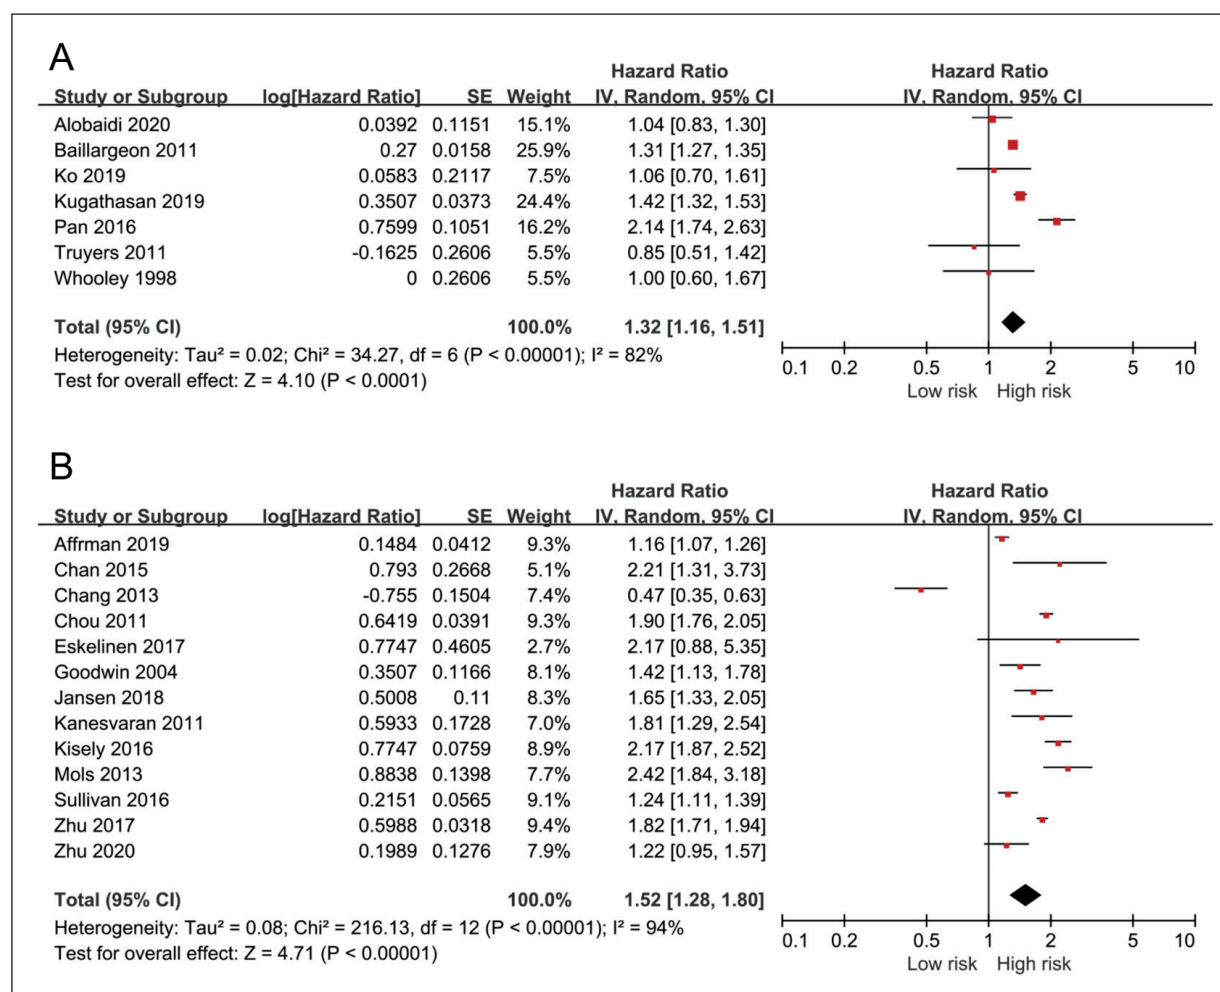 A
Hazard Ratio Hazard Ratio
Study or Subgroup log[Hazard Ratio] SE Weight IV, Random, 95% CI IV, Random, 95% CI
Alobaidi 2020 0.0392 0.1151 15.1% 1.04 [0.83, 1.30]
Baillargeon 2011 0.27 0.0158 25.9% 1.31 [1.27, 1.35]
Ko 2019 0.0583 0.2117 7.5% 1.06 [0.70, 1.61]
Kugathasan 2019 0.3507 0.0373 24.4% 1.42 [1.32, 1.53]
Pan 2016 0.7599 0.1051 16.2% 2.14 [1.74, 2.63]
Truyers 2011 -0.1625 0.2606 5.5% 0.85 [0.51, 1.42]
Whooley 1998 0 0.2606 5.5% 1.00 [0.60, 1.67]
Total (95% CI) 100.0% 1.32 [1.16, 1.51]
Heterogeneity: Tau² = 0.02; Chi² = 34.27, df = 6 (P < 0.00001); I² = 82%
Test for overall effect: Z = 4.10 (P < 0.0001)
0.1 0.2 0.5 1 2 5 10
Low risk High risk
B
Hazard Ratio Hazard Ratio
Study or Subgroup log[Hazard Ratio] SE Weight IV, Random, 95% CI IV, Random, 95% CI
Affrman 2019 0.1484 0.0412 9.3% 1.16 [1.07, 1.26]
Chan 2015 0.793 0.2668 5.1% 2.21 [1.31, 3.73]
Chang 2013 -0.755 0.1504 7.4% 0.47 [0.35, 0.63]
Chou 2011 0.6419 0.0391 9.3% 1.90 [1.76, 2.05]
Eskelinen 2017 0.7747 0.4605 2.7% 2.17 [0.88, 5.35]
Goodwin 2004 0.3507 0.1166 8.1% 1.42 [1.13, 1.78]
Jansen 2018 0.5008 0.11 8.3% 1.65 [1.33, 2.05]
Kanesvaran 2011 0.5933 0.1728 7.0% 1.81 [1.29, 2.54]
Kisely 2016 0.7747 0.0759 8.9% 2.17 [1.87, 2.52]
Mols 2013 0.8838 0.1398 7.7% 2.42 [1.84, 3.18]
Sullivan 2016 0.2151 0.0565 9.1% 1.24 [1.11, 1.39]
Zhu 2017 0.5988 0.0318 9.4% 1.82 [1.71, 1.94]
Zhu 2020 0.1989 0.1276 7.9% 1.22 [0.95, 1.57]
Total (95% CI) 100.0% 1.52 [1.28, 1.80]
Heterogeneity: Tau² = 0.08; Chi² = 216.13, df = 12 (P < 0.00001); I² = 94%
Test for overall effect: Z = 4.71 (P < 0.00001)
0.1 0.2 0.5 1 2 5 10
Low risk High risk